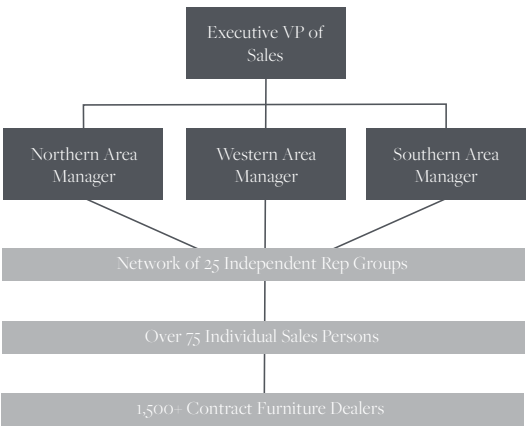 Executive VP of
Sales
Northern Area
Manager
Western Area
Manager
Southern Area
Manager
Network of 25 Independent Rep Groups
Over 75 Individual Sales Persons
1,500+ Contract Furniture Dealers